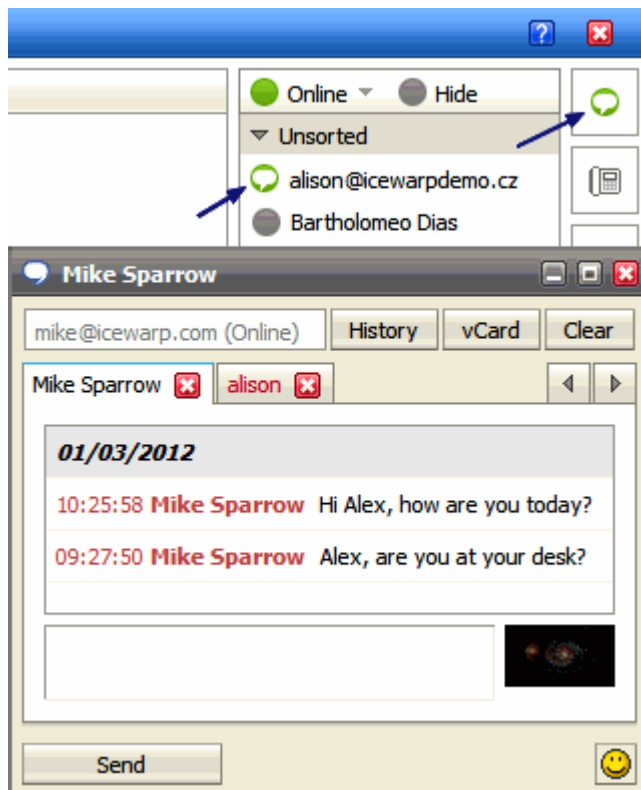 ?
Online Hide
Unsorted
alison@icewarpdemo.cz
Bartholomeo Dias
Mike Sparrow
mike@icewarp.com (Online) History vCard Clear
Mike Sparrow alison
01/03/2012
10:25:58 Mike Sparrow Hi Alex, how are you today?
09:27:50 Mike Sparrow Alex, are you at your desk?
Send